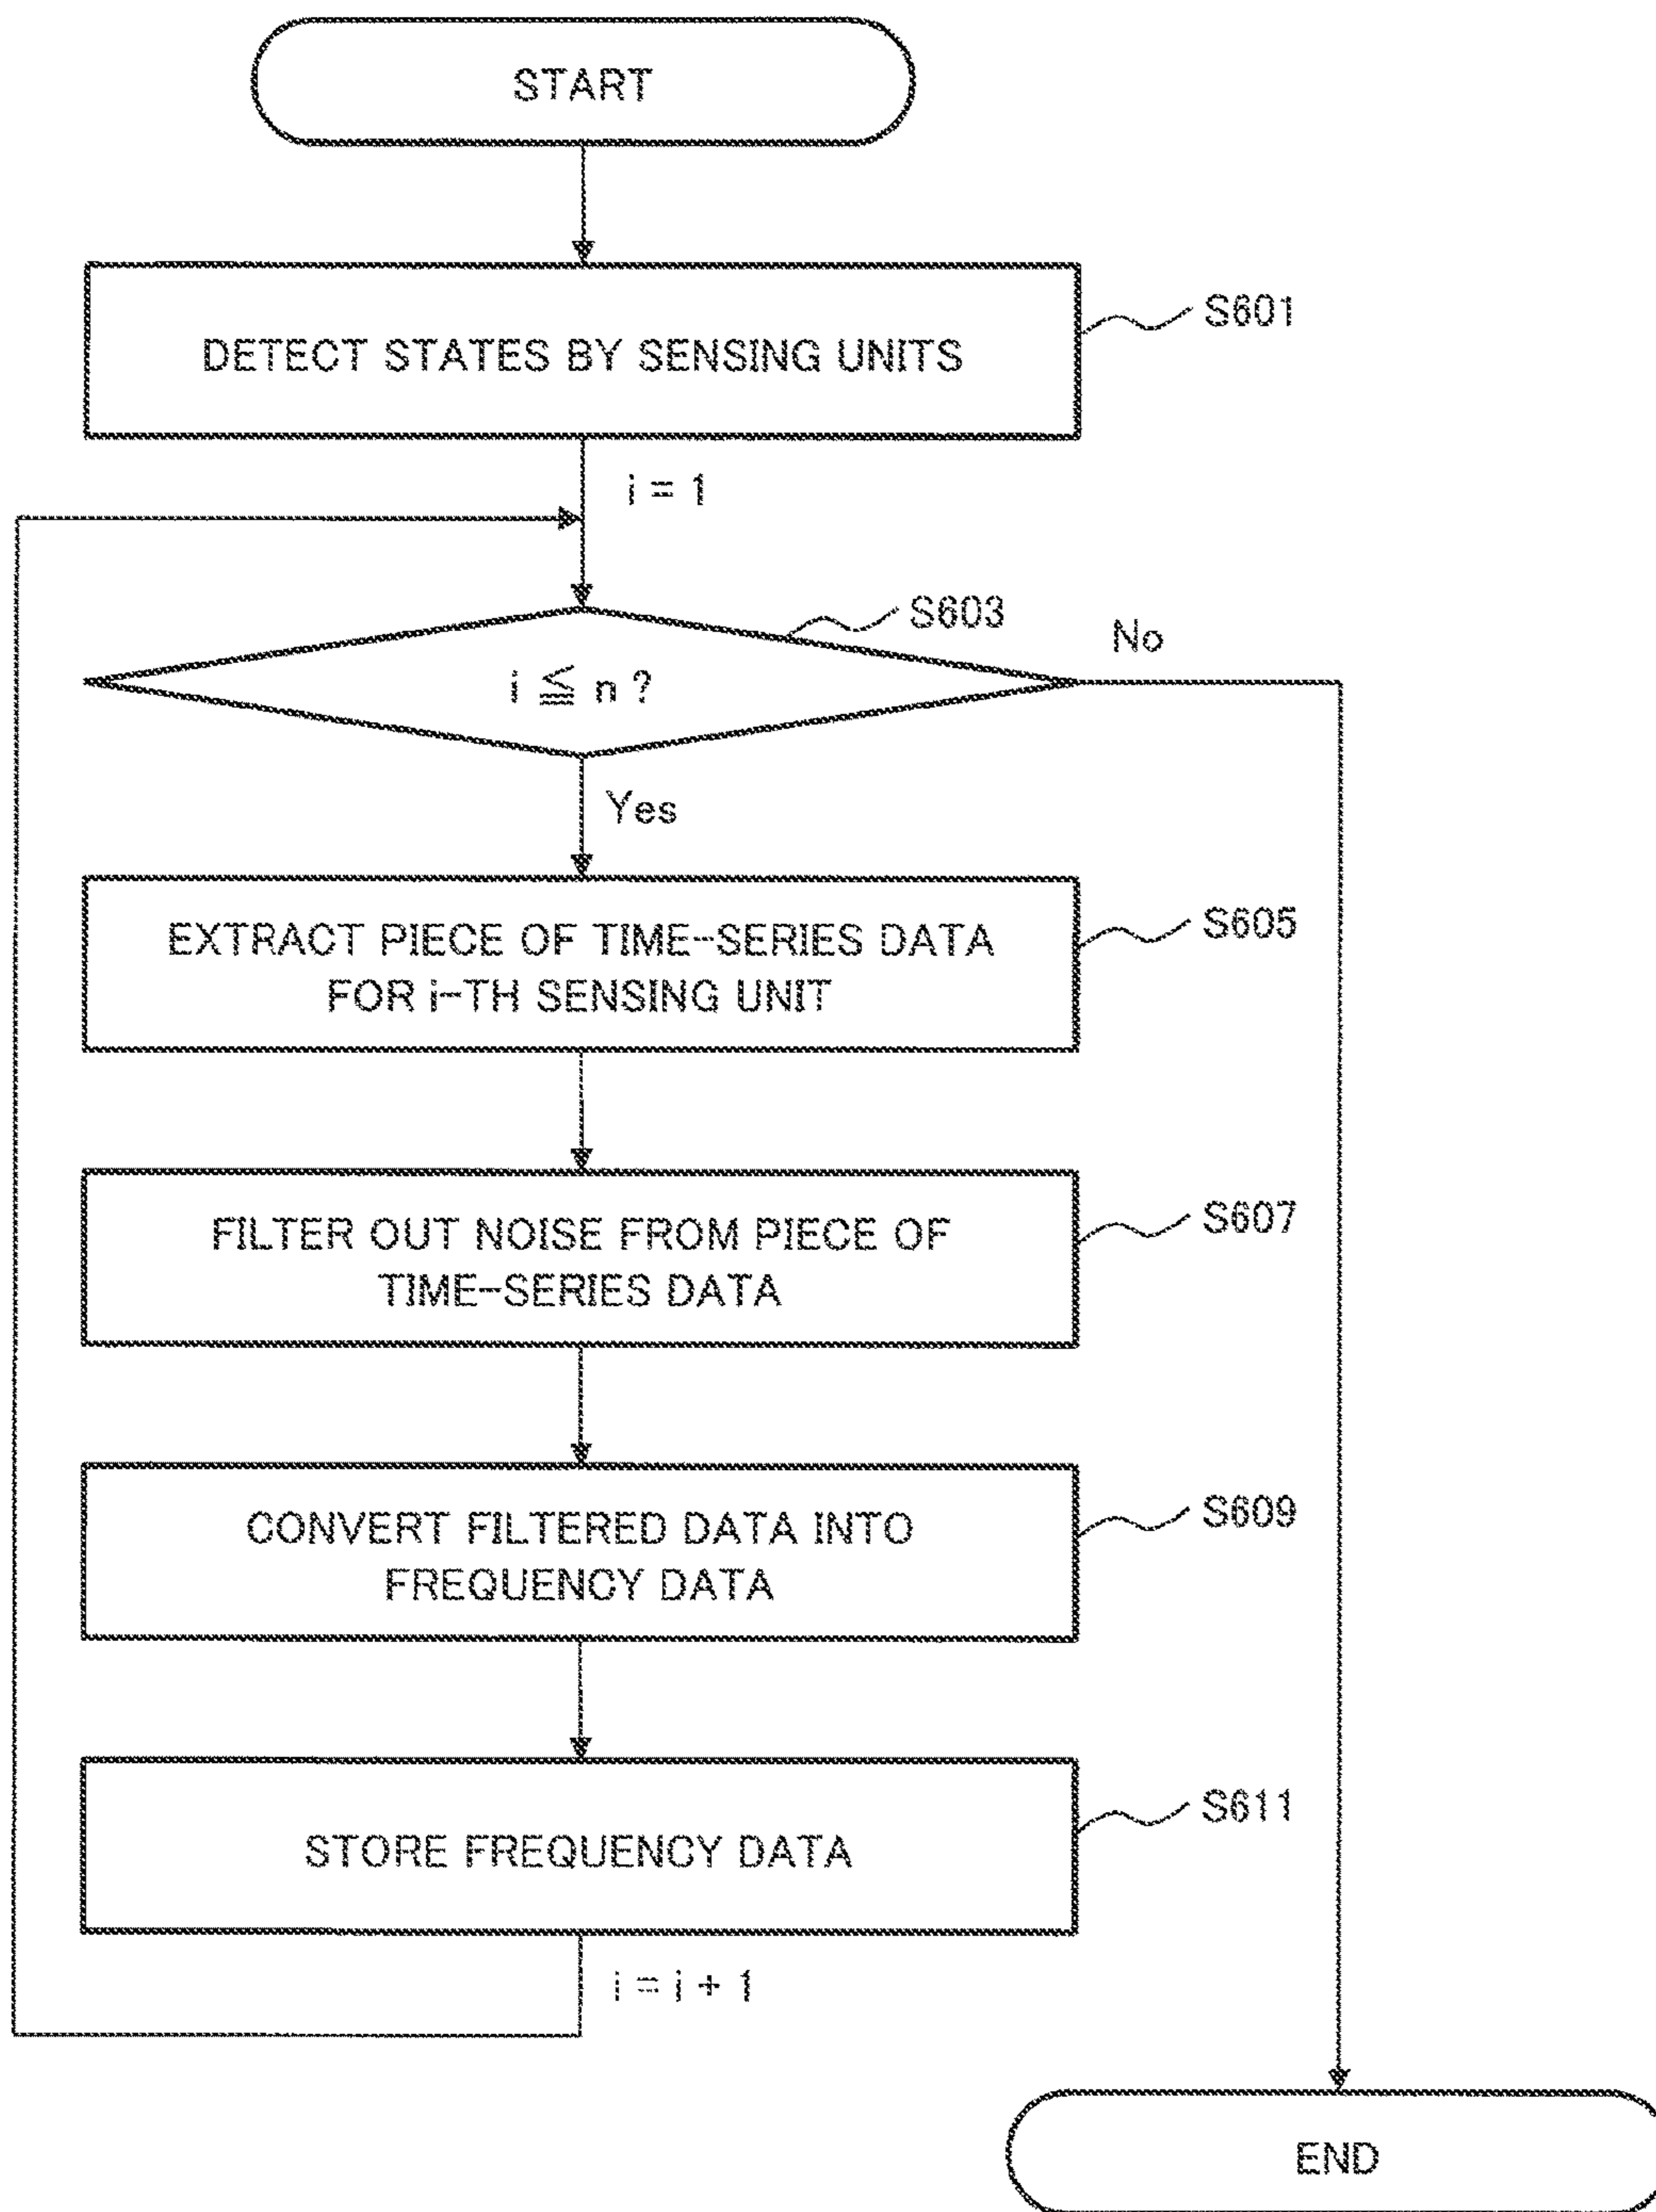 START
DETECT STATES BY SENSING UNITS
S601
i = 1
S603
No
i ≦ n ?
Yes
EXTRACT PIECE OF TIME-SERIES DATA
FOR i-TH SENSING UNIT
S605
FILTER OUT NOISE FROM PIECE OF
TIME-SERIES DATA
S607
CONVERT FILTERED DATA INTO
FREQUENCY DATA
S609
STORE FREQUENCY DATA
S611
i = i + 1
END